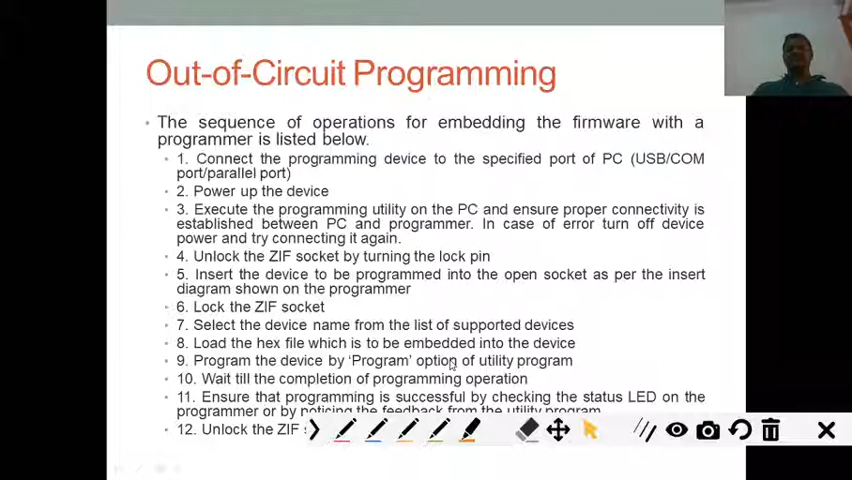 Out-of-Circuit Programming
• The sequence of operations for embedding the firmware with a
programmer is listed below.
• 1. Connect the programming device to the specified port of PC (USB/COM
port/parallel port)
• 2. Power up the device
• 3. Execute the programming utility on the PC and ensure proper connectivity is
established between PC and programmer. In case of error turn off device
power and try connecting it again.
• 4. Unlock the ZIF socket by turning the lock pin
• 5. Insert the device to be programmed into the open socket as per the insert
diagram shown on the programmer
• 6. Lock the ZIF socket
• 7. Select the device name from the list of supported devices
• 8. Load the hex file which is to be embedded into the device
• 9. Program the device by ‘Program’ option of utility program
• 10. Wait till the completion of programming operation
• 11. Ensure that programming is successful by checking the status LED on the
programmer or by noticing the feedback from the utility program
• 12. Unlock the ZIF